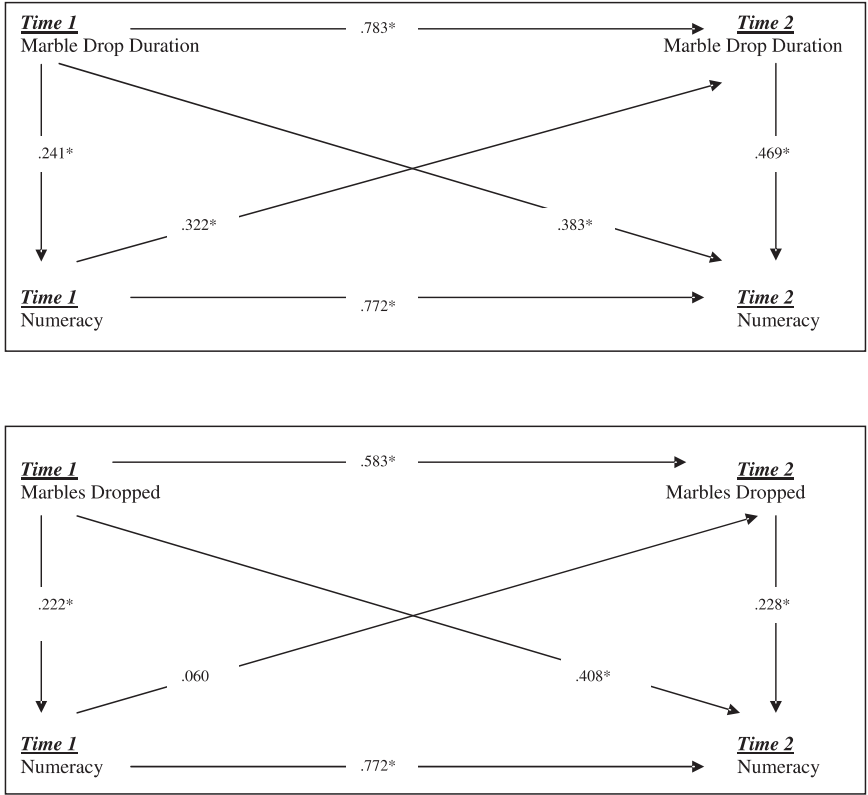 Time 1
.783*
Time 2
Marble Drop Duration
Marble Drop Duration
.241*
.469*
.322*
.383*
Time 1
Time 2
.772*
Numeracy
Numeracy
.583*
Time 1
Time 2
Marbles Dropped
Marbles Dropped
.222*
.228*
.060
.408*
Time 1
Time 2
Numeracy
.772*
Numeracy